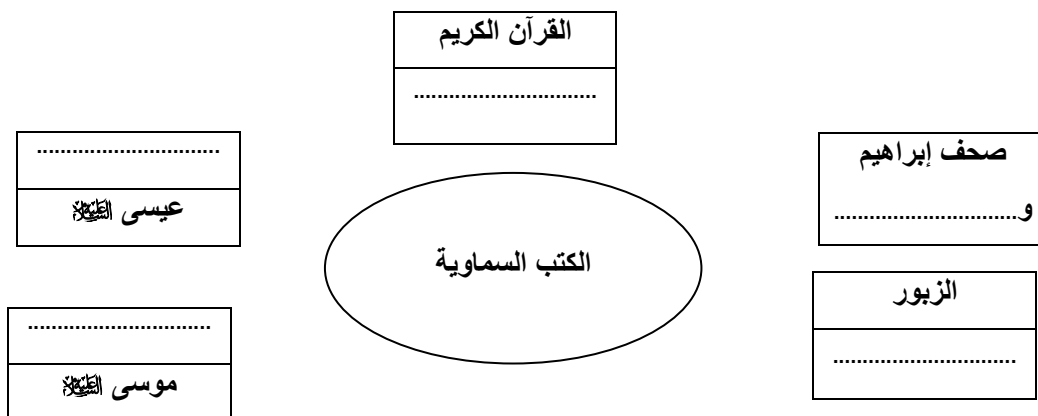 القرآن الكريم
..............................
صحف إبراهيم
و..............................
..............................
عيسى عليه السلام
الكتب السماوية
الزبور
..............................
..............................
موسى عليه السلام